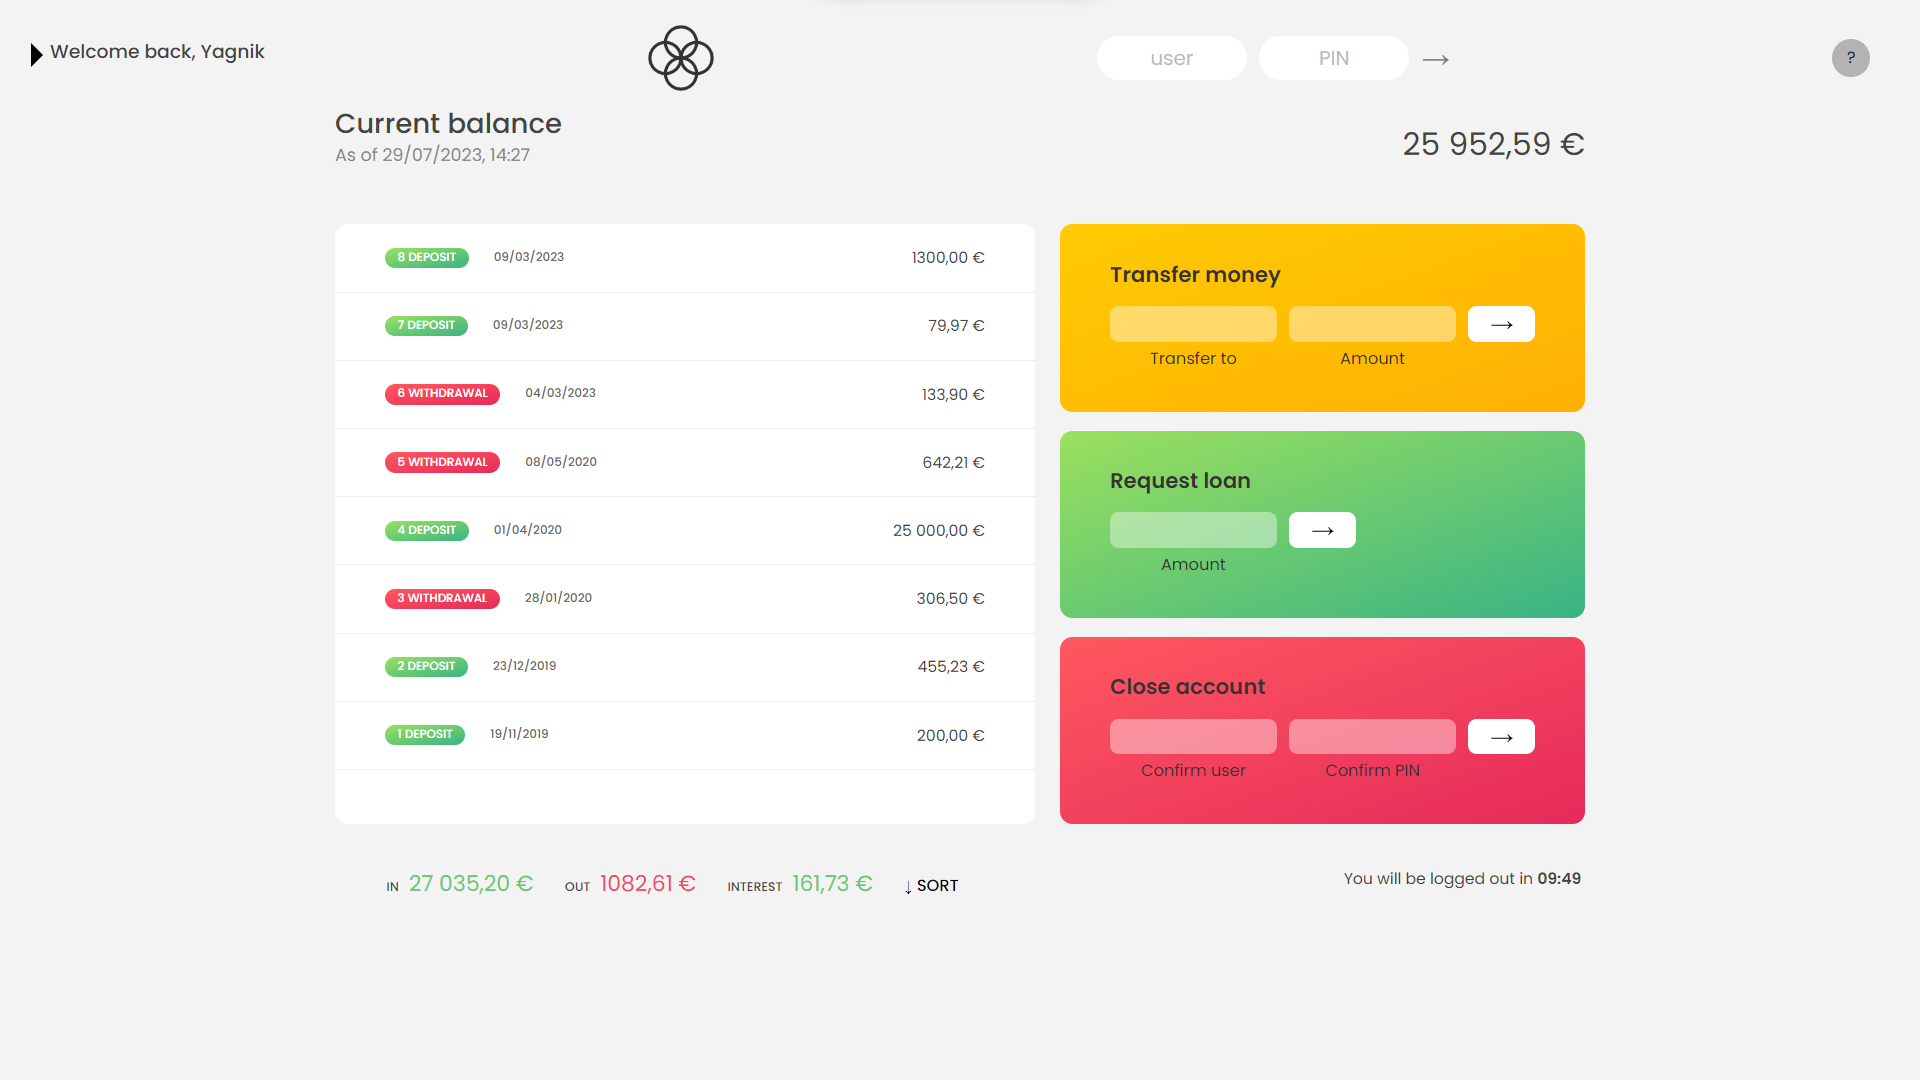 Welcome back, Yagnik
user
PIN
→
?
Current balance
As of 29/07/2023, 14:27
25 952,59 €
8 DEPOSIT 09/03/2023 1300,00 €
7 DEPOSIT 09/03/2023 79,97 €
6 WITHDRAWAL 04/03/2023 133,90 €
5 WITHDRAWAL 08/05/2020 642,21 €
4 DEPOSIT 01/04/2020 25 000,00 €
3 WITHDRAWAL 28/01/2020 306,50 €
2 DEPOSIT 23/12/2019 455,23 €
1 DEPOSIT 19/11/2019 200,00 €
Transfer money
→
Transfer to Amount
Request loan
→
Amount
Close account
→
Confirm user Confirm PIN
IN 27 035,20 € OUT 1082,61 € INTEREST 161,73 € ↓ SORT
You will be logged out in 09:49